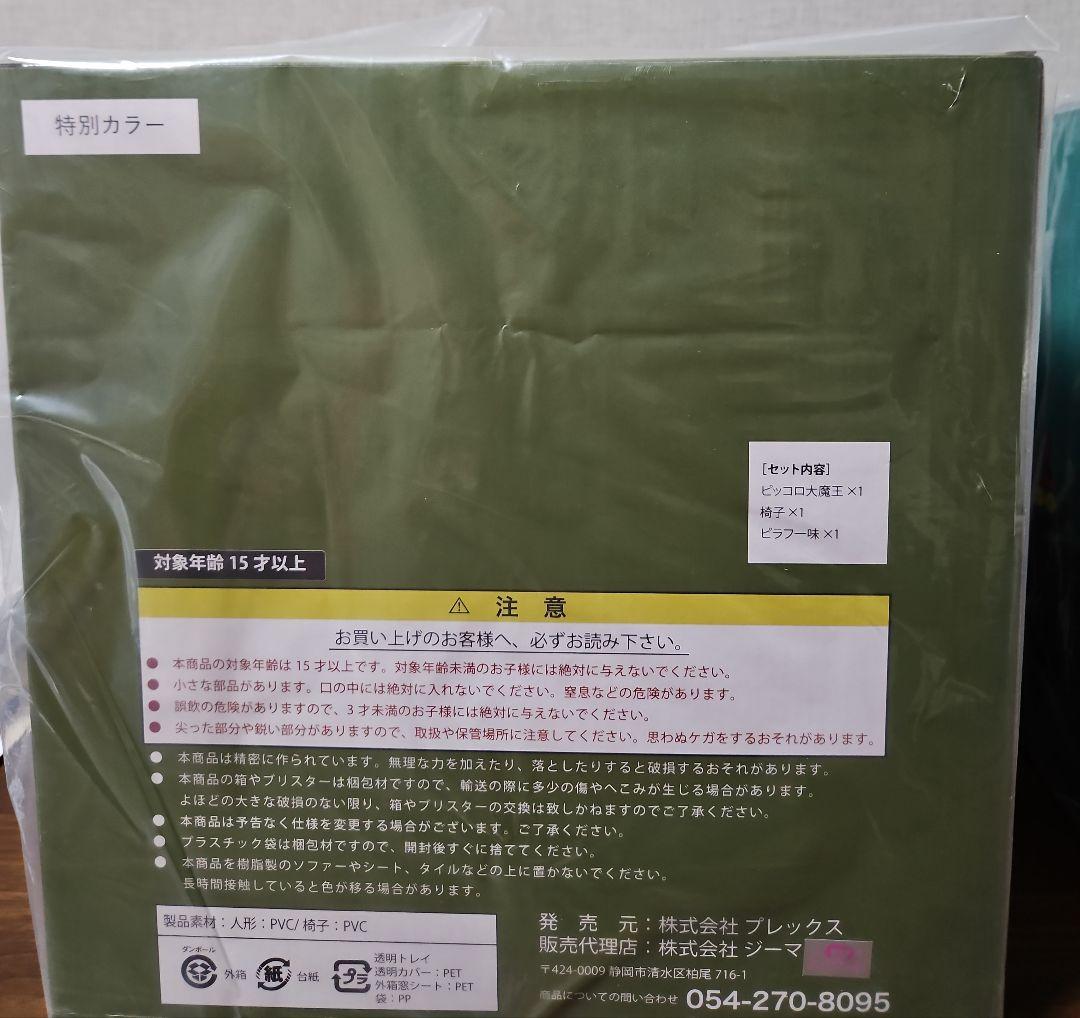 特別カラー
[セット内容]
ピッコロ大魔王×1
椅子×1
ピラフ一味×1
対象年齢15才以上
⚠ 注 意
お買い上げのお客様へ、必ずお読み下さい。
● 本商品の対象年齢は15才以上です。対象年齢未満のお子様には絶対に与えないでください。
● 小さな部品があります。口の中には絶対に入れないでください。窒息などの危険があります。
● 誤飲の危険がありますので、3才未満のお子様には絶対に与えないでください。
● 尖った部分や鋭い部分がありますので、取扱や保管場所に注意してください。思わぬケガをするおそれがあります。
● 本商品は精密に作られています。無理な力を加えたり、落としたりすると破損するおそれがあります。
● 本商品の箱やブリスターは梱包材ですので、輸送の際に多少の傷やへこみが生じる場合があります。
よほどの大きな破損のない限り、箱やブリスターの交換は致しかねますのでご了承ください。
● 本商品は予告なく仕様を変更する場合がございます。ご了承ください。
● プラスチック袋は梱包材ですので、開封後すぐに捨ててください。
● 本商品を樹脂製のソファーやシート、タイルなどの上に置かないでください。
長時間接触していると色が移る場合があります。
製品素材：人形：PVC/ 椅子：PVC
ダンボール
外箱
紙
台紙
プラ
透明トレイ
透明カバー：PET
外箱窓シート：PET
袋：PP
発 売 元：株式会社 プレックス
販売代理店：株式会社 ジーマ
〒424-0009 静岡市清水区柏尾 716-1
商品についての問い合わせ 054-270-8095